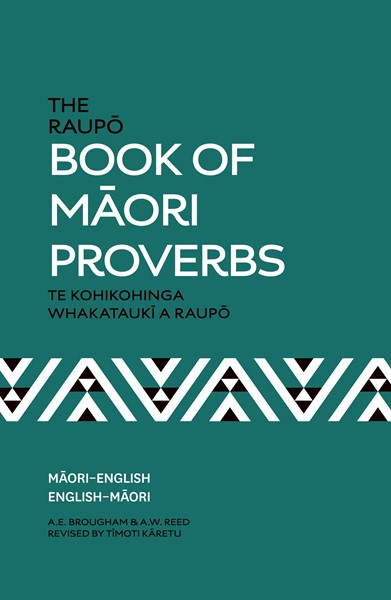 THE
RAUPŌ
BOOK OF
MĀORI
PROVERBS
TE KOHIKOHINGA
WHAKATAUKĪ A RAUPŌ
MĀORI–ENGLISH
ENGLISH–MĀORI
A.E. BROUGHAM & A.W. REED
REVISED BY TĪMOTI KĀRETU